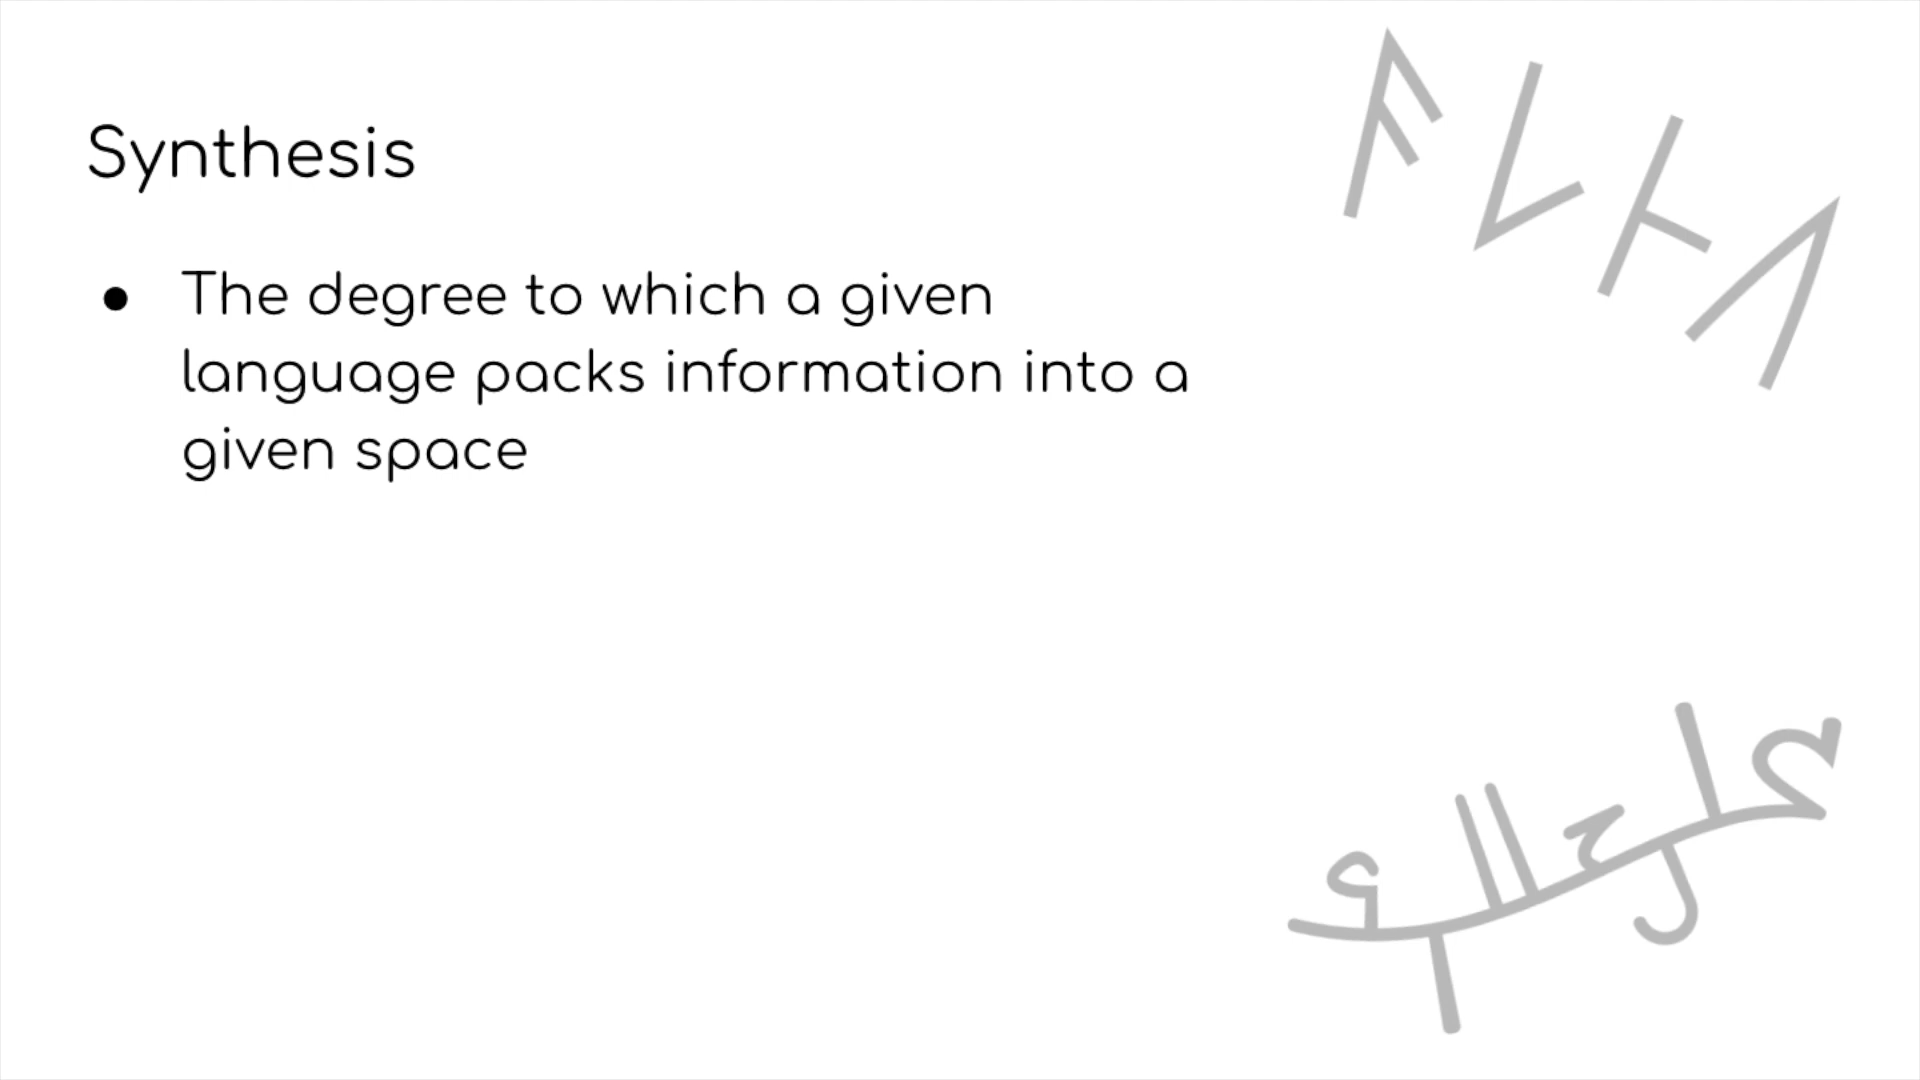 Synthesis
● The degree to which a given
language packs information into a
given space